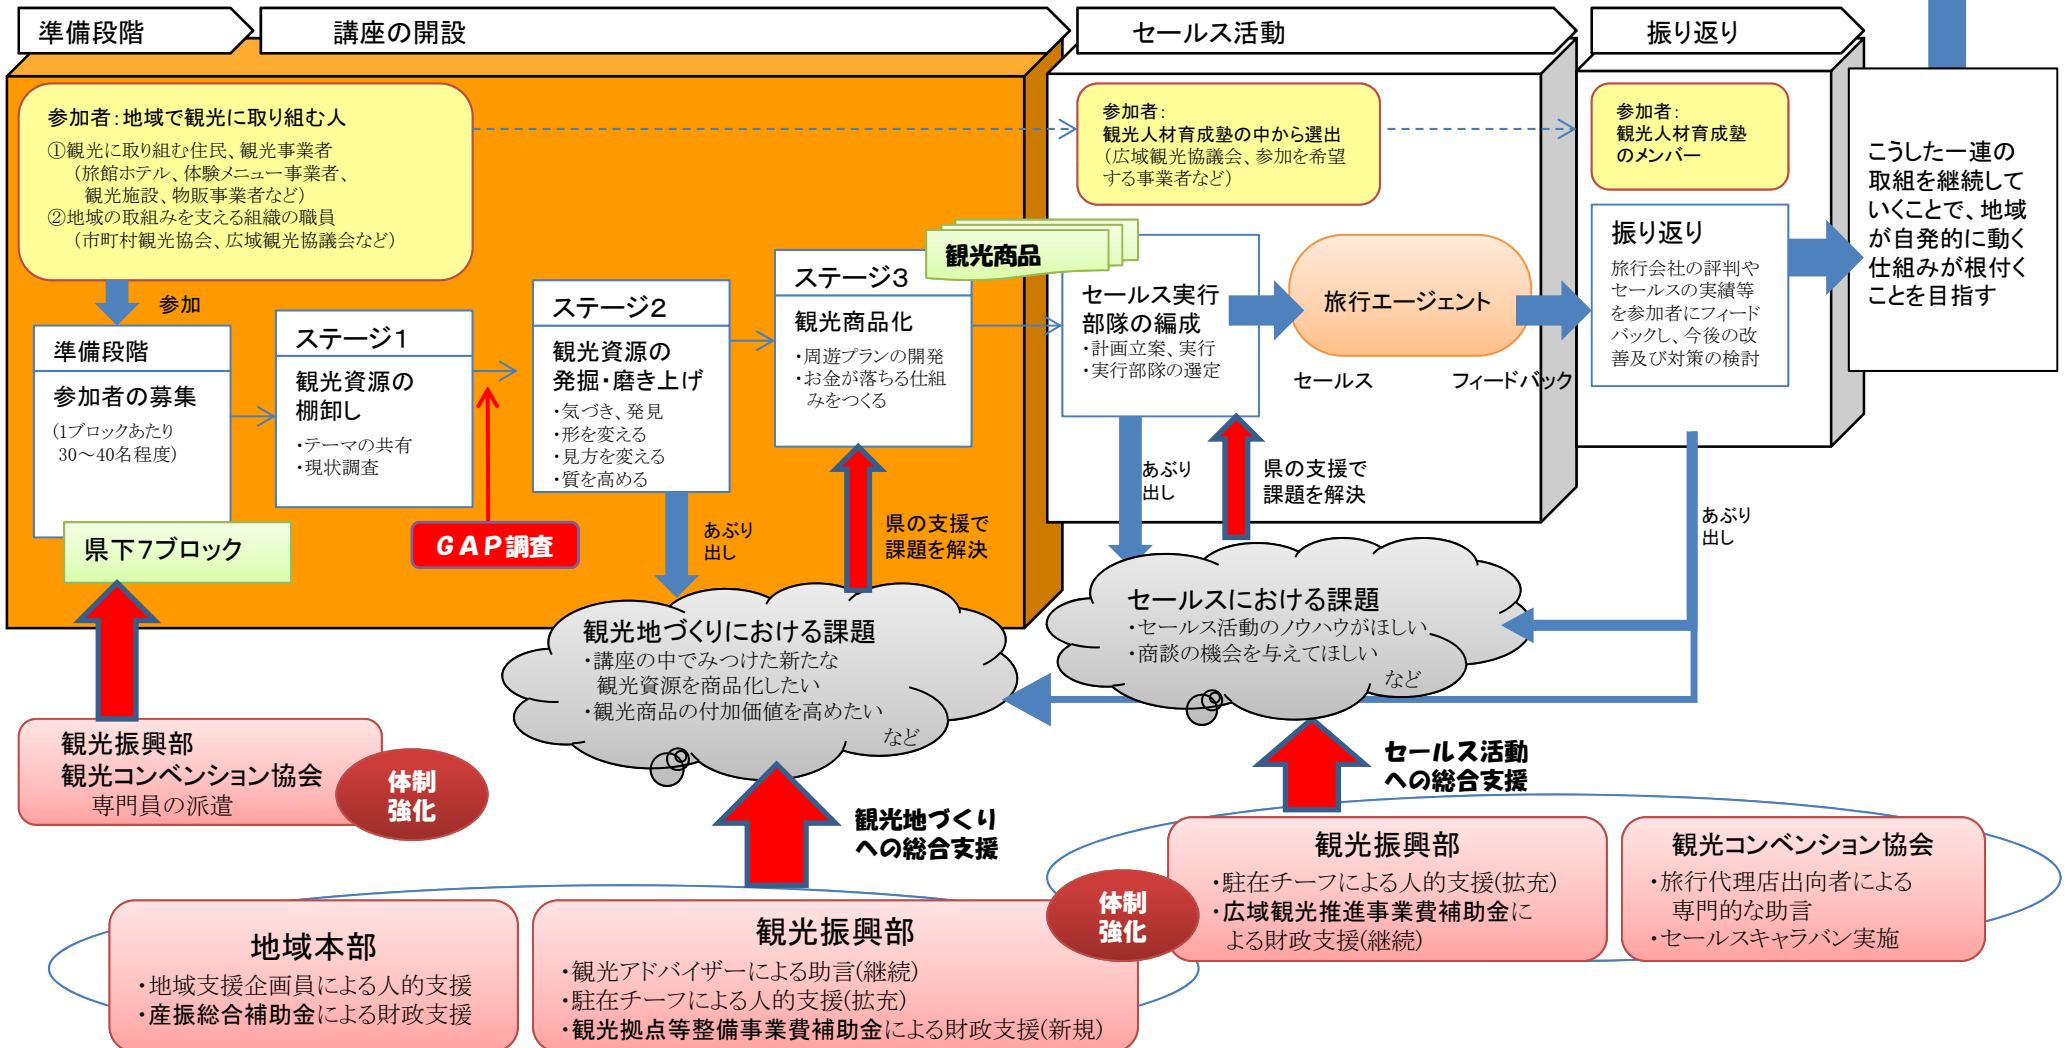 準備段階
講座の開設
セールス活動
振り返り
参加者：地域で観光に取り組む人
①観光に取り組む住民、観光事業者
（旅館ホテル、体験メニュー事業者、
観光施設、物販事業者など）
②地域の取組みを支える組織の職員
（市町村観光協会、広域観光協議会など）
参加者：
観光人材育成塾の中から選出
（広域観光協議会、参加を希望
する事業者など）
参加者：
観光人材育成塾
のメンバー
こうした一連の
取組を継続して
いくことで、地域
が自発的に動く
仕組みが根付く
ことを目指す
参加
準備段階
参加者の募集
（1ブロックあたり
30～40名程度）
県下７ブロック
ステージ１
観光資源の
棚卸し
・テーマの共有
・現状調査
ＧＡＰ調査
ステージ２
観光資源の
発掘・磨き上げ
・気づき、発見
・形を変える
・見方を変える
・質を高める
ステージ３
観光商品化
・周遊プランの開発
・お金が落ちる仕組
みをつくる
観光商品
セールス実行
部隊の編成
・計画立案、実行
・実行部隊の選定
旅行エージェント
セールス
フィードバック
振り返り
旅行会社の評判や
セールスの実績等
を参加者にフィード
バックし、今後の改
善及び対策の検討
あぶり
出し
県の支援で
課題を解決
あぶり
出し
県の支援で
課題を解決
あぶり
出し
観光地づくりにおける課題
・講座の中でみつけた新たな
観光資源を商品化したい
・観光商品の付加価値を高めたい
など
セールスにおける課題
・セールス活動のノウハウがほしい
・商談の機会を与えてほしい
など
観光振興部
観光コンベンション協会
専門員の派遣
体制
強化
観光地づくり
への総合支援
セールス活動
への総合支援
地域本部
・地域支援企画員による人的支援
・産振総合補助金による財政支援
観光振興部
・観光アドバイザーによる助言(継続)
・駐在チーフによる人的支援(拡充)
・観光拠点等整備事業費補助金による財政支援(新規)
体制
強化
観光振興部
・駐在チーフによる人的支援(拡充)
・広域観光推進事業費補助金に
よる財政支援(継続)
観光コンベンション協会
・旅行代理店出向者による
専門的な助言
・セールスキャラバン実施